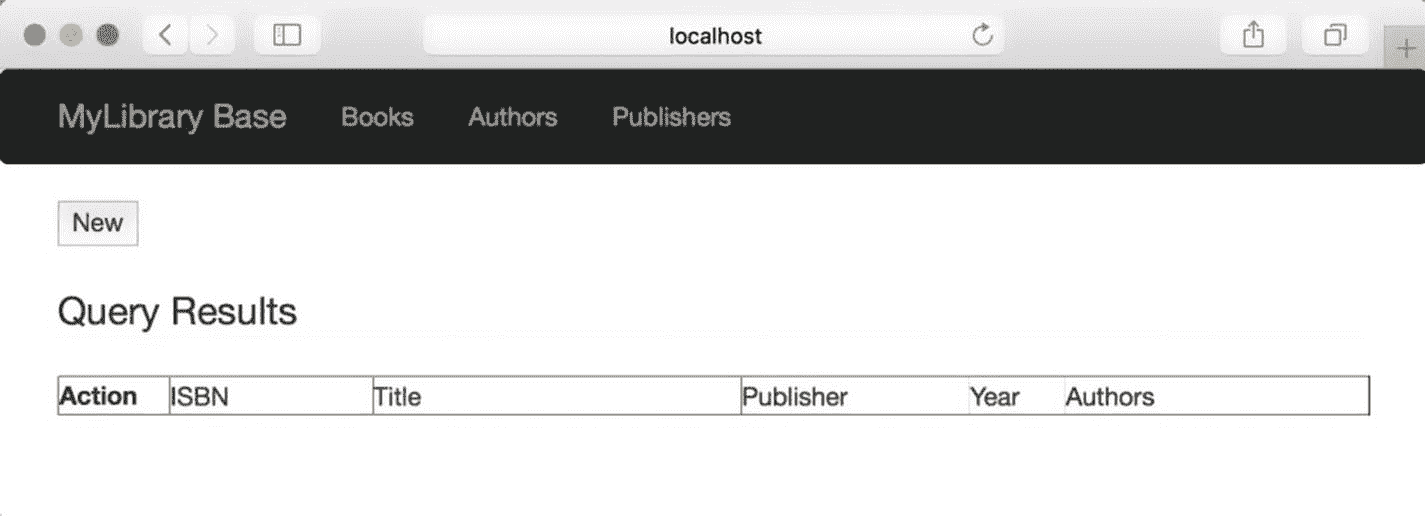 localhost
MyLibrary Base Books Authors Publishers
New
Query Results
Action ISBN Title Publisher Year Authors